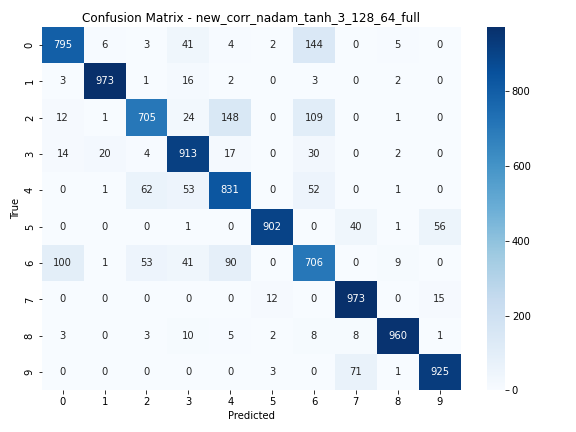 Confusion Matrix - new_corr_nadam_tanh_3_128_64_full
0 795 6 3 41 4 2 144 0 5 0
1 3 973 1 16 2 0 3 0 2 0
2 12 1 705 24 148 0 109 0 1 0
3 14 20 4 913 17 0 30 0 2 0
4 0 1 62 53 831 0 52 0 1 0
5 0 0 0 1 0 902 0 40 1 56
6 100 1 53 41 90 0 706 0 9 0
7 0 0 0 0 0 12 0 973 0 15
8 3 0 3 10 5 2 8 8 960 1
9 0 0 0 0 0 3 0 71 1 925
0 1 2 3 4 5 6 7 8 9
True
Predicted
800
600
400
200
0